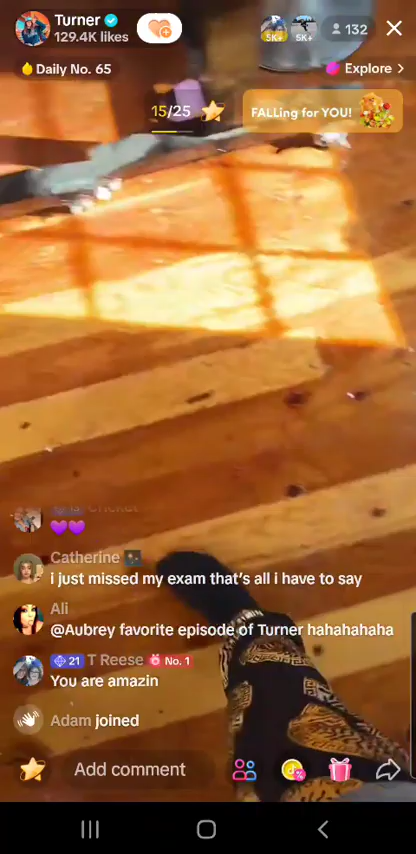 Turner
129.4K likes
5K+
5K+
132
Daily No. 65
Explore >
15/25
FALLing for YOU!
Cricket
💜💜
Catherine
i just missed my exam that's all i have to say
Ali
@Aubrey favorite episode of Turner hahahahaha
21 T Reese No. 1
You are amazin
Adam joined
Add comment